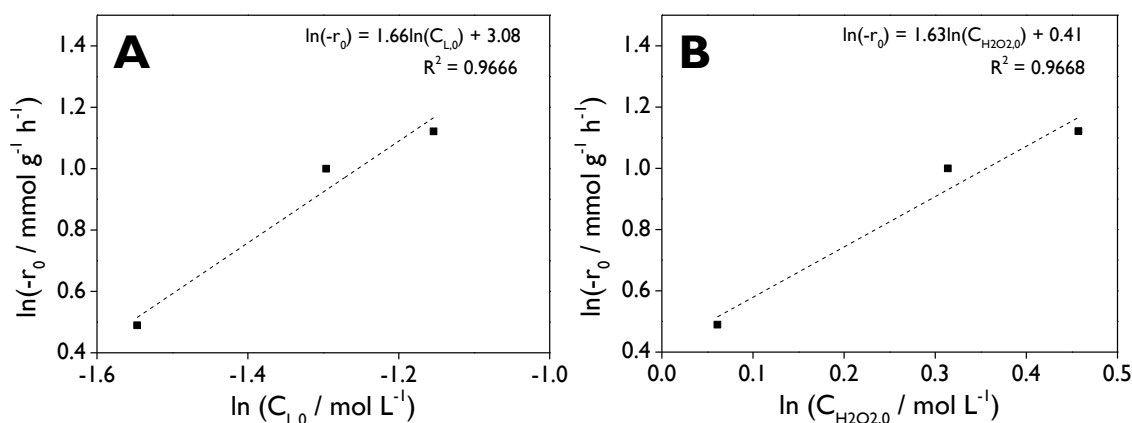 A
ln(-r₀) = 1.66ln(C_L,0) + 3.08
R² = 0.9666
1.4
1.2
1.0
0.8
0.6
0.4
ln(-r₀ / mmol g⁻¹ h⁻¹)
-1.6
-1.4
-1.2
-1.0
ln (C_L,0 / mol L⁻¹)
B
ln(-r₀) = 1.63ln(C_H2O2,0) + 0.41
R² = 0.9668
1.4
1.2
1.0
0.8
0.6
0.4
ln(-r₀ / mmol g⁻¹ h⁻¹)
0.0
0.1
0.2
0.3
0.4
0.5
ln (C_H2O2,0 / mol L⁻¹)